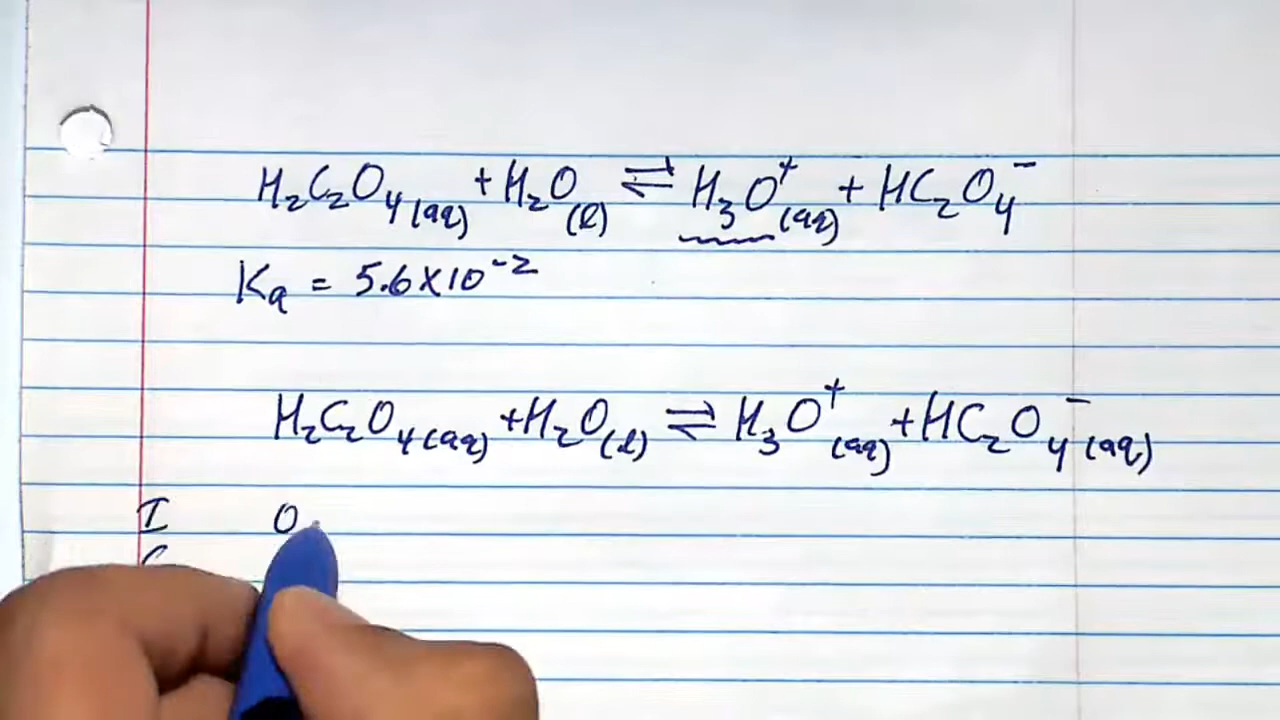 H₂C₂O₄(aq) + H₂O(l) ⇌ H₃O⁺(aq) + HC₂O₄⁻
Ka = 5.6×10⁻²
H₂C₂O₄(aq) + H₂O(l) ⇌ H₃O⁺(aq) + HC₂O₄⁻(aq)
I 0.